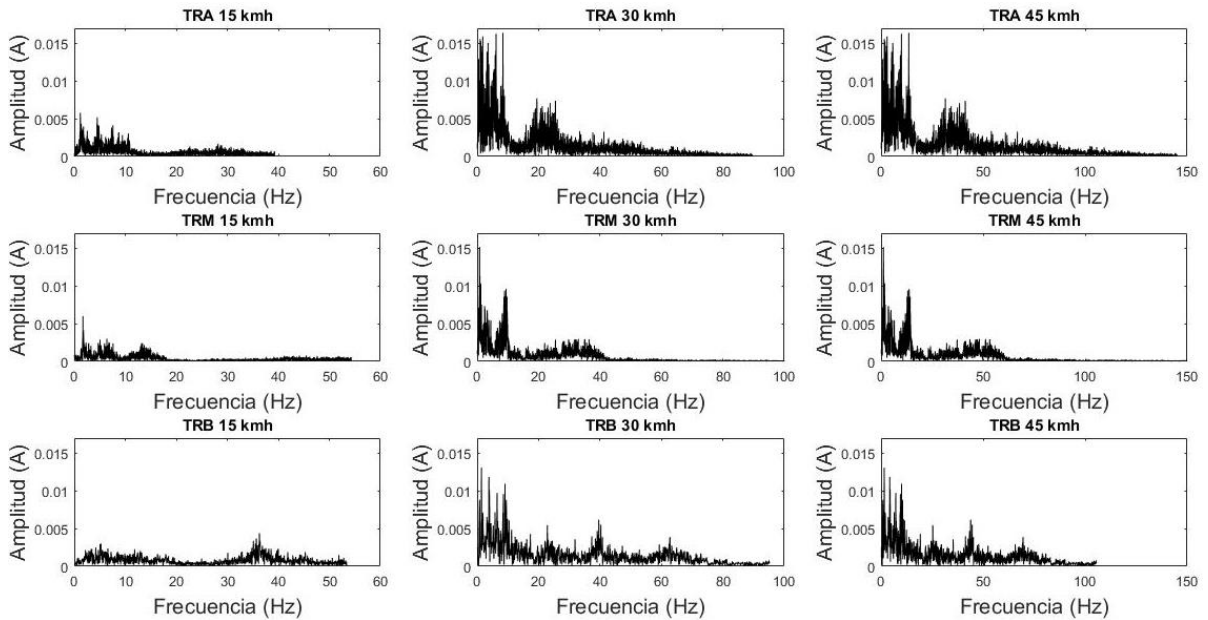 TRA 15 kmh
Amplitud (A)
0.015
0.01
0.005
0
0 10 20 30 40 50 60
Frecuencia (Hz)
TRA 30 kmh
Amplitud (A)
0.015
0.01
0.005
0
0 20 40 60 80 100
Frecuencia (Hz)
TRA 45 kmh
Amplitud (A)
0.015
0.01
0.005
0
0 50 100 150
Frecuencia (Hz)
TRM 15 kmh
Amplitud (A)
0.015
0.01
0.005
0
0 10 20 30 40 50 60
Frecuencia (Hz)
TRM 30 kmh
Amplitud (A)
0.015
0.01
0.005
0
0 20 40 60 80 100
Frecuencia (Hz)
TRM 45 kmh
Amplitud (A)
0.015
0.01
0.005
0
0 50 100 150
Frecuencia (Hz)
TRB 15 kmh
Amplitud (A)
0.015
0.01
0.005
0
0 10 20 30 40 50 60
Frecuencia (Hz)
TRB 30 kmh
Amplitud (A)
0.015
0.01
0.005
0
0 20 40 60 80 100
Frecuencia (Hz)
TRB 45 kmh
Amplitud (A)
0.015
0.01
0.005
0
0 50 100 150
Frecuencia (Hz)